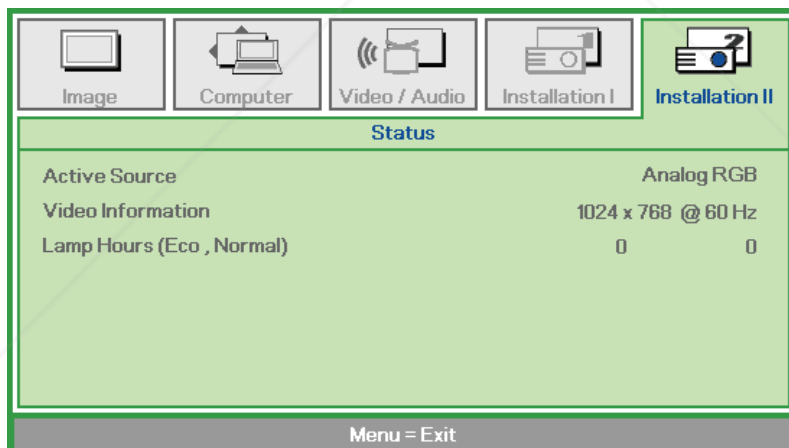 Image Computer Video / Audio Installation I Installation II
Status
Active Source Analog RGB
Video Information 1024 x 768 @ 60 Hz
Lamp Hours (Eco , Normal) 0 0
Menu = Exit